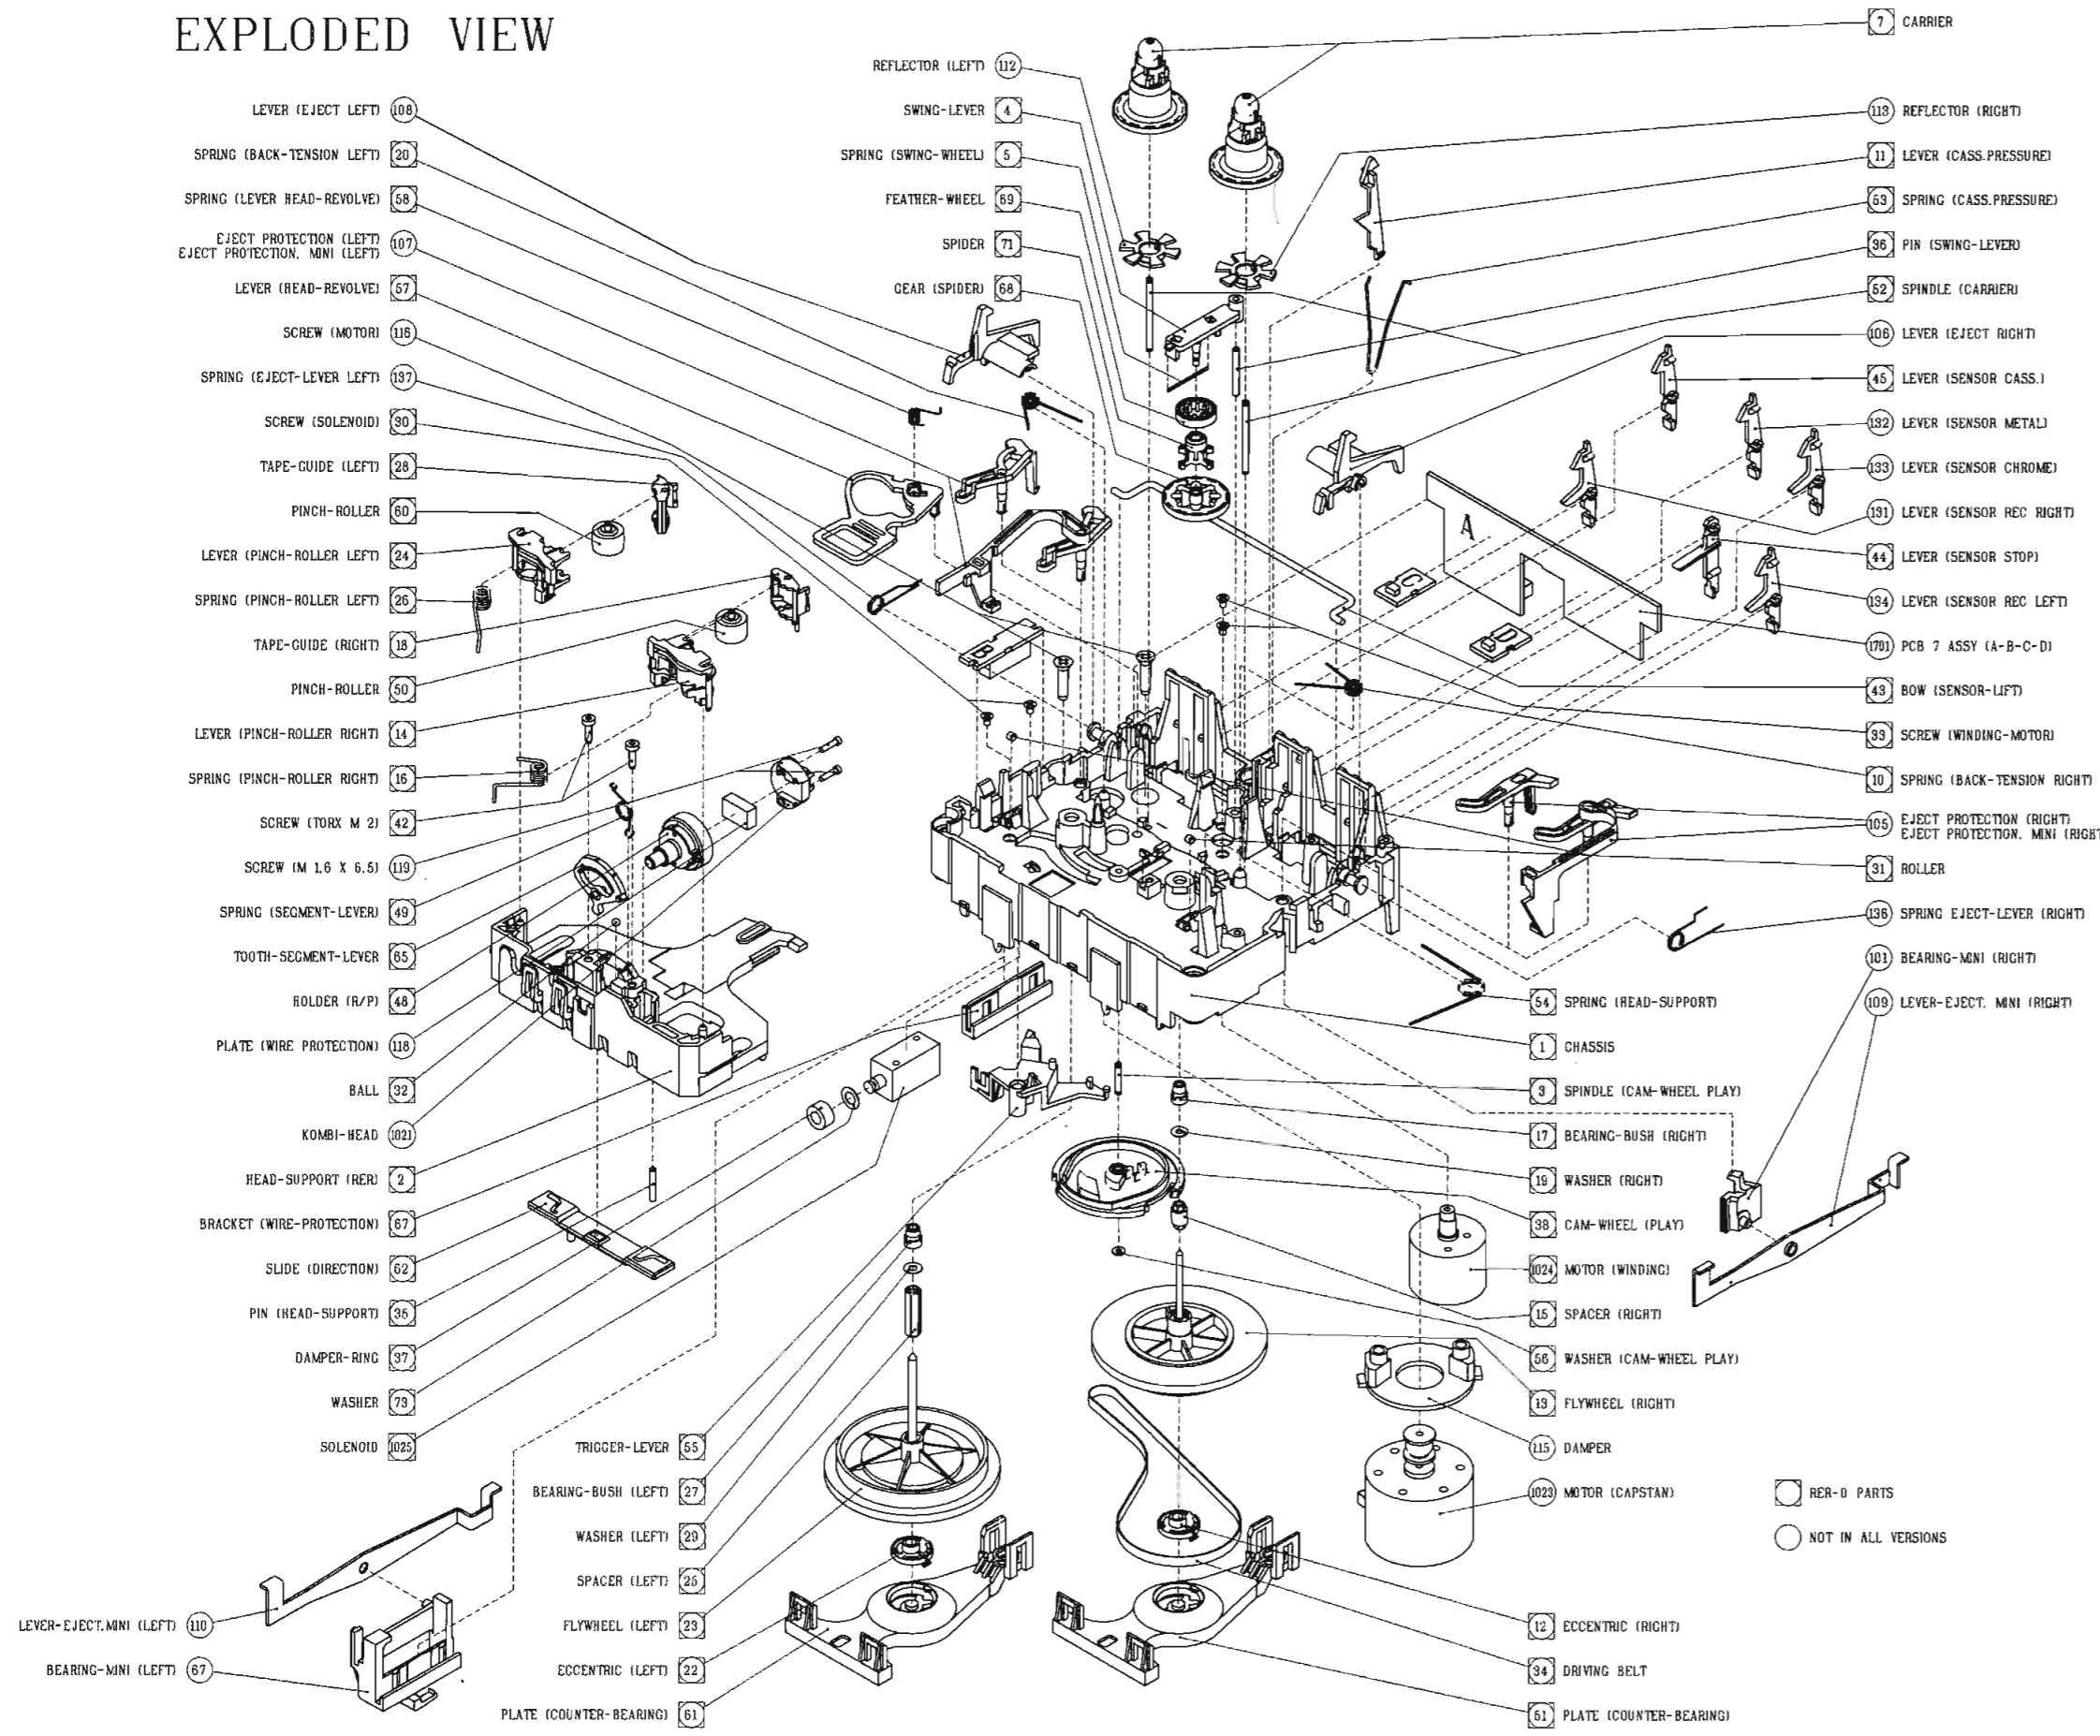 EXPLODED VIEW
LEVER (EJECT LEFT) 108
SPRING (BACK-TENSION LEFT) 20
SPRING (LEVER HEAD-REVOLVE) 58
EJECT PROTECTION (LEFT)
EJECT PROTECTION, MINI (LEFT) 107
LEVER (HEAD-REVOLVE) 57
SCREW (MOTOR) 116
SPRING (EJECT-LEVER LEFT) 137
SCREW (SOLENOID) 30
TAPE-GUIDE (LEFT) 28
PINCH-ROLLER 60
LEVER (PINCH-ROLLER LEFT) 24
SPRING (PINCH-ROLLER LEFT) 26
TAPE-GUIDE (RIGHT) 18
PINCH-ROLLER 50
LEVER (PINCH-ROLLER RIGHT) 14
SPRING (PINCH-ROLLER RIGHT) 16
SCREW (TORX M 2) 42
SCREW (M 1,6 X 6,5) 119
SPRING (SEGMENT-LEVER) 49
TOOTH-SEGMENT-LEVER 65
HOLDER (R/P) 48
PLATE (WIRE PROTECTION) 118
BALL 32
KOMBI-HEAD 1021
HEAD-SUPPORT (RER) 2
BRACKET (WIRE-PROTECTION) 67
SLIDE (DIRECTION) 62
PIN (HEAD-SUPPORT) 35
DAMPER-RING 37
WASHER 73
SOLENOID 1025
LEVER-EJECT.MINI (LEFT) 110
BEARING-MINI (LEFT) 67
REFLECTOR (LEFT) 112
SWING-LEVER 4
SPRING (SWING-WHEEL) 5
FEATHER-WHEEL 69
SPIDER 71
GEAR (SPIDER) 68
A
B
C
D
TRIGGER-LEVER 55
BEARING-BUSH (LEFT) 27
WASHER (LEFT) 29
SPACER (LEFT) 25
FLYWHEEL (LEFT) 23
ECCENTRIC (LEFT) 22
PLATE (COUNTER-BEARING) 61
7 CARRIER
113 REFLECTOR (RIGHT)
11 LEVER (CASS.PRESSURE)
53 SPRING (CASS.PRESSURE)
36 PIN (SWING-LEVER)
52 SPINDLE (CARRIER)
106 LEVER (EJECT RIGHT)
45 LEVER (SENSOR CASS.)
132 LEVER (SENSOR METAL)
133 LEVER (SENSOR CHROME)
131 LEVER (SENSOR REC RIGHT)
44 LEVER (SENSOR STOP)
134 LEVER (SENSOR REC LEFT)
1701 PCB 7 ASSY (A-B-C-D)
43 BOW (SENSOR-LIFT)
33 SCREW (WINDING-MOTOR)
10 SPRING (BACK-TENSION RIGHT)
105 EJECT PROTECTION (RIGHT)
EJECT PROTECTION, MINI (RIGHT
31 ROLLER
136 SPRING EJECT-LEVER (RIGHT)
101 BEARING-MINI (RIGHT)
109 LEVER-EJECT. MINI (RIGHT)
54 SPRING (HEAD-SUPPORT)
1 CHASSIS
3 SPINDLE (CAM-WHEEL PLAY)
17 BEARING-BUSH (RIGHT)
19 WASHER (RIGHT)
38 CAM-WHEEL (PLAY)
1024 MOTOR (WINDING)
15 SPACER (RIGHT)
56 WASHER (CAM-WHEEL PLAY)
13 FLYWHEEL (RIGHT)
115 DAMPER
1023 MOTOR (CAPSTAN)
12 ECCENTRIC (RIGHT)
34 DRIVING BELT
51 PLATE (COUNTER-BEARING)
RER-D PARTS
NOT IN ALL VERSIONS